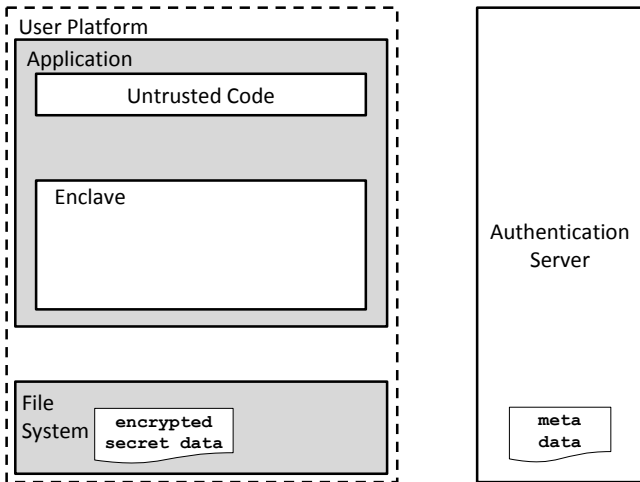 User Platform
Application
Untrusted Code
Enclave
Authentication
Server
File
System
encrypted
secret data
meta
data